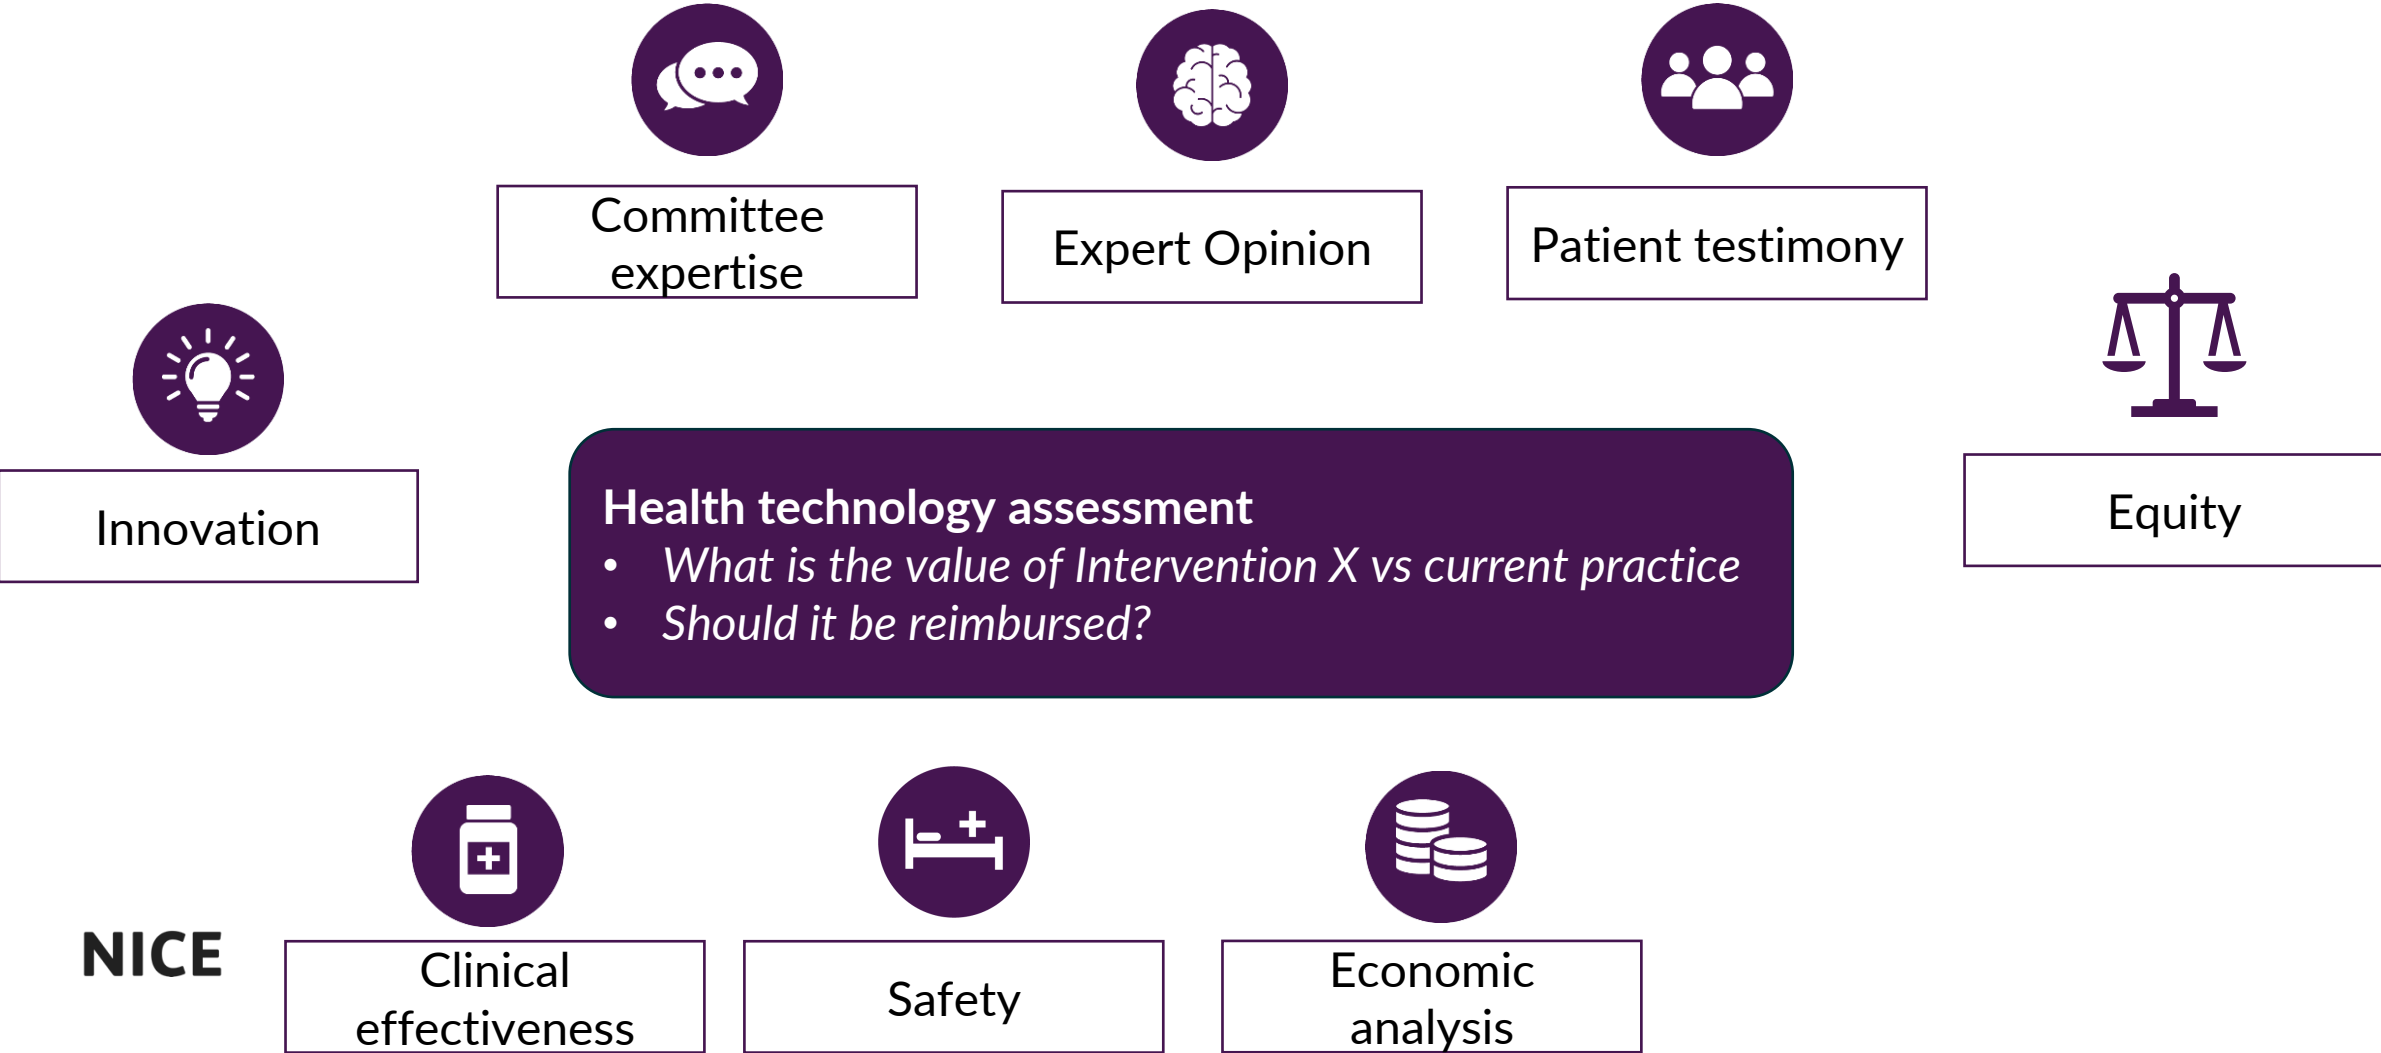 Committee
expertise
Expert Opinion
Patient testimony
Innovation
Equity
Health technology assessment
• What is the value of Intervention X vs current practice
• Should it be reimbursed?
NICE
Clinical
effectiveness
Safety
Economic
analysis